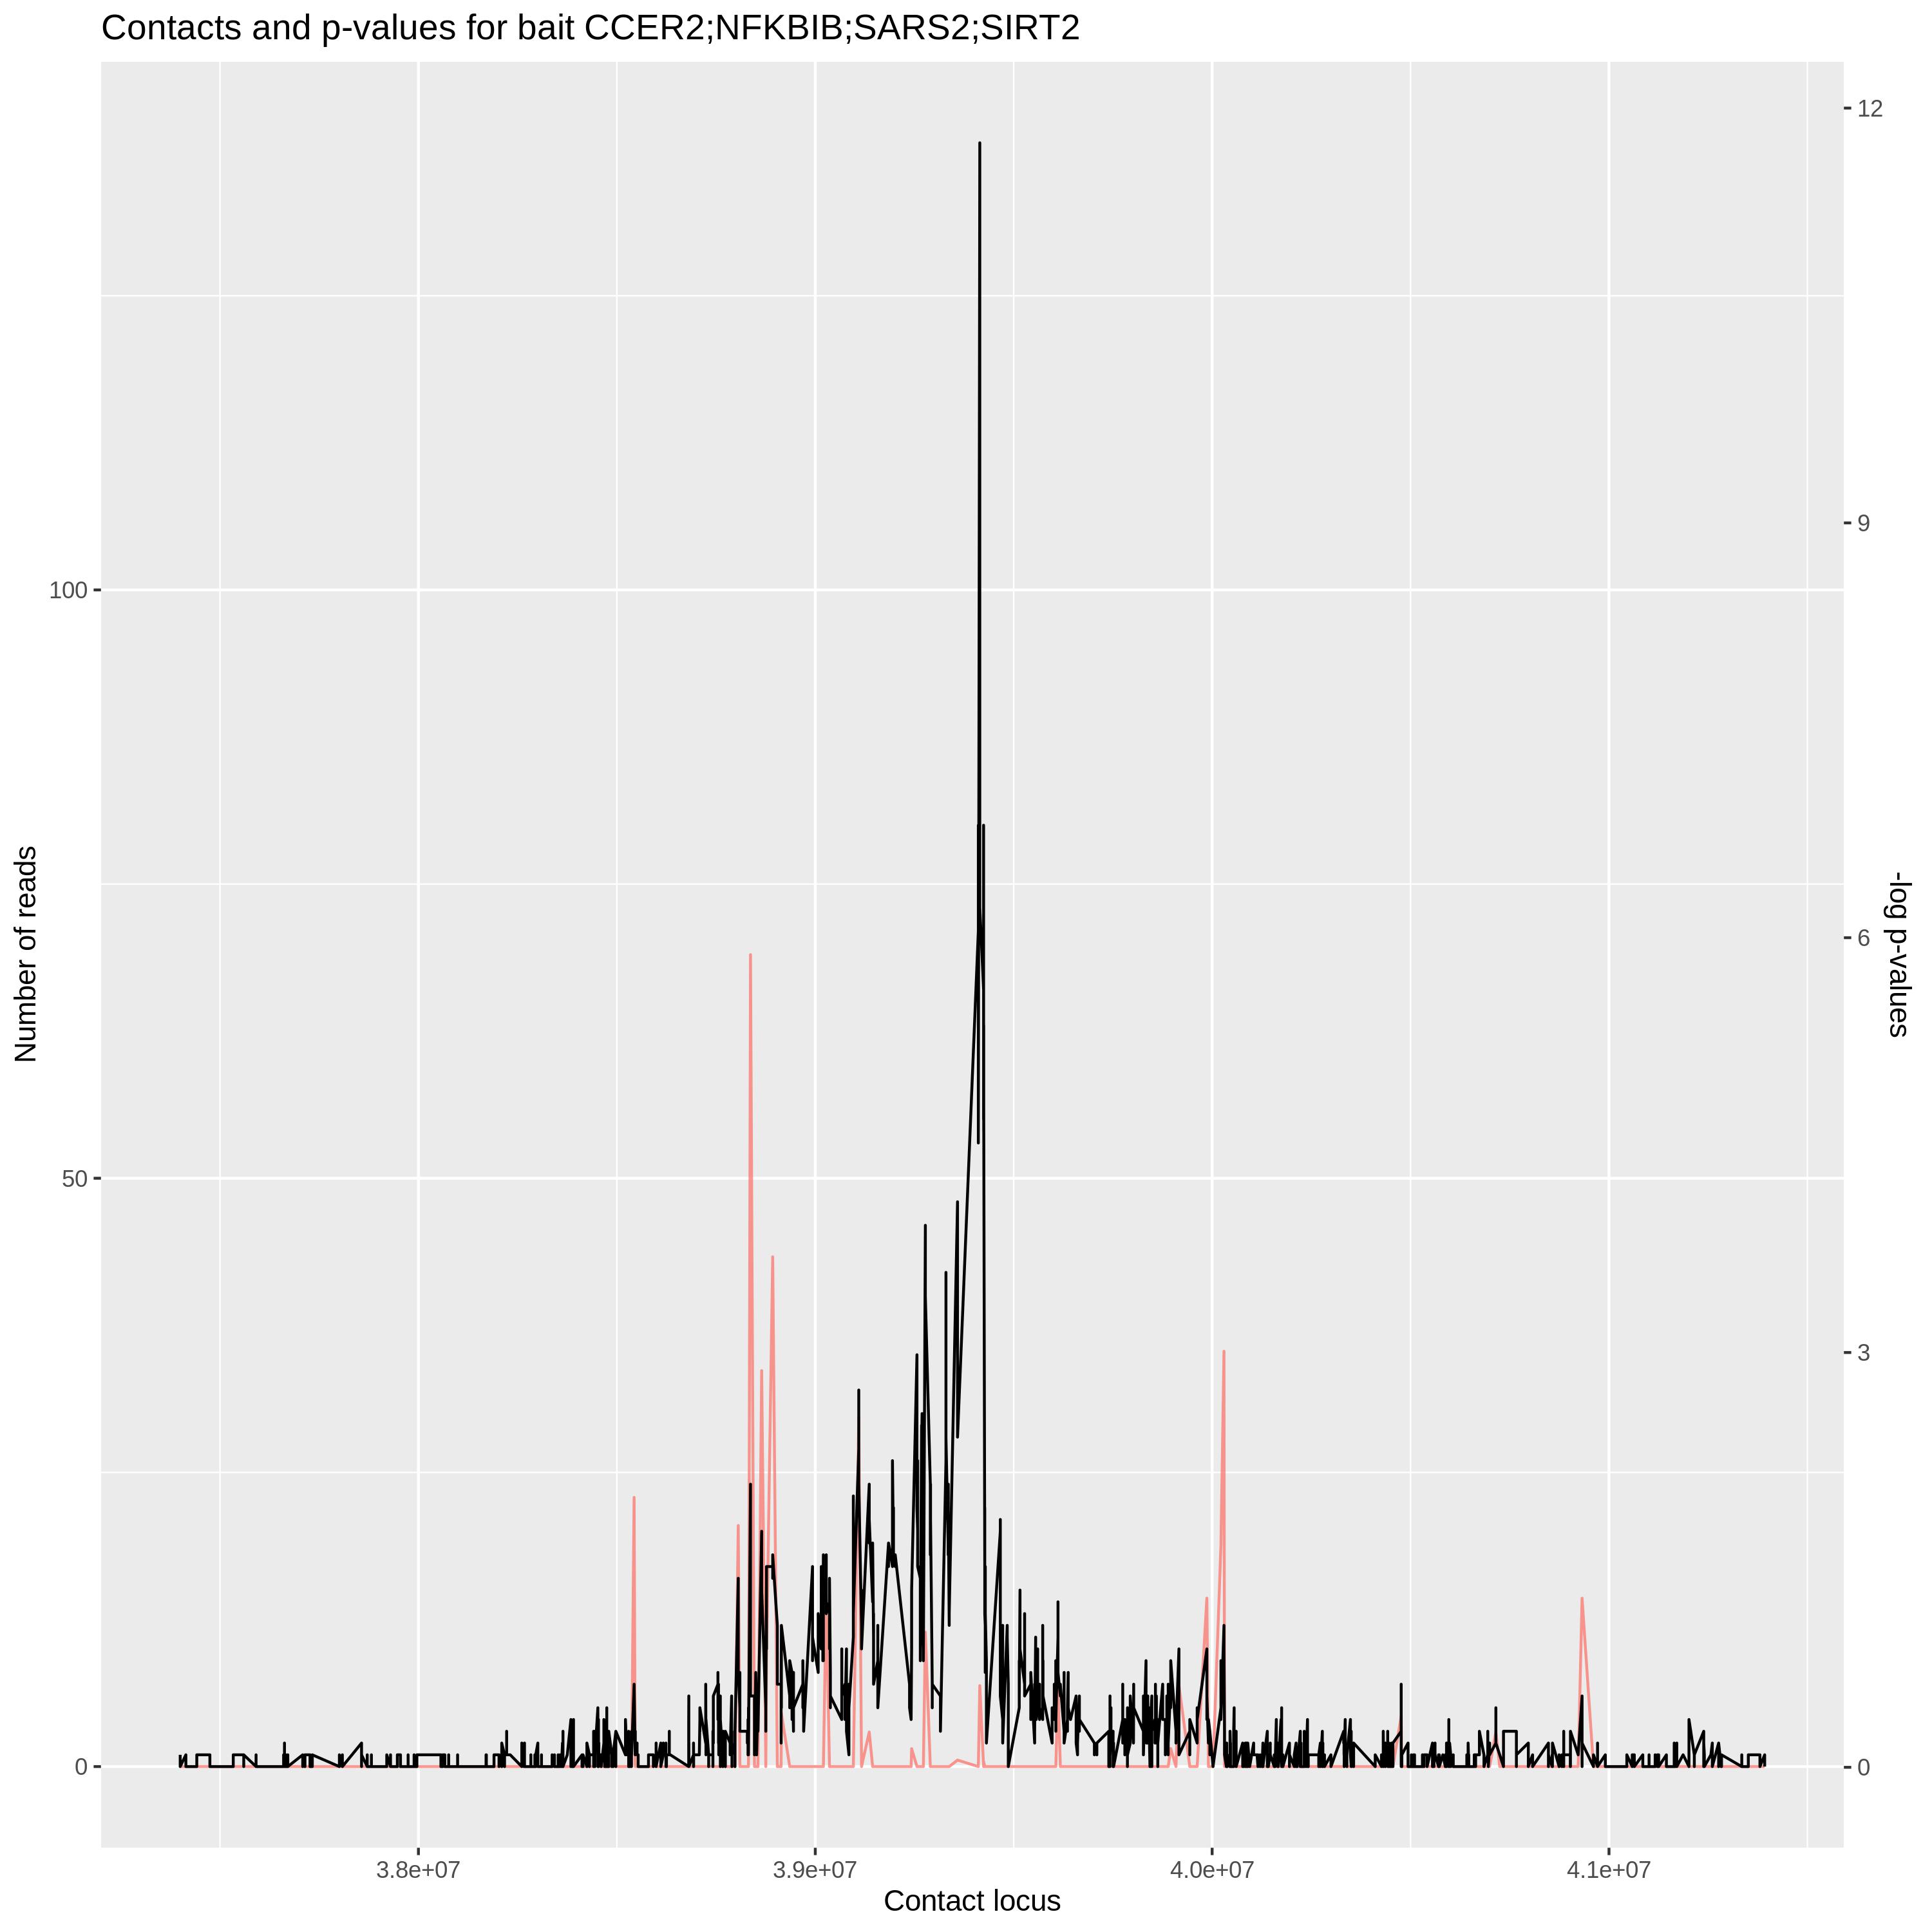 Contacts and p-values for bait CCER2;NFKBIB;SARS2;SIRT2
12
9
100
Number of reads
-log p-values
6
50
3
0
0
3.8e+07
3.9e+07
4.0e+07
4.1e+07
Contact locus